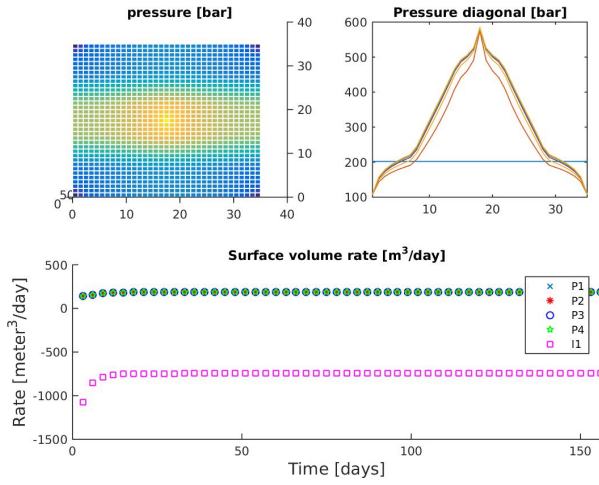 pressure [bar]
40
30
20
10
0
50
0
0 10 20 30 40
Pressure diagonal [bar]
600
500
400
300
200
100
10 20 30
Surface volume rate [m³/day]
500
0
-500
-1000
-1500
Rate [meter³/day]
P1
P2
P3
P4
I1
0 50 100 150
Time [days]